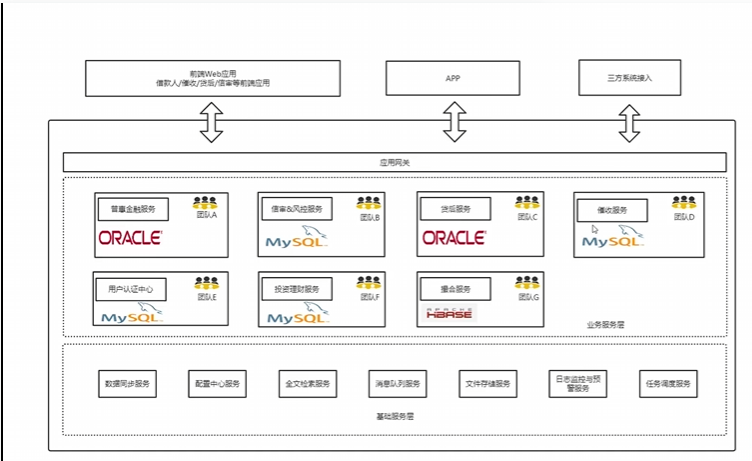 前端Web应用
借款人/催收/货后/信审等前端应用
APP
三方系统接入
应用网关
普惠金融服务
团队A
ORACLE
信审&风控服务
团队B
MySQL
货后服务
团队C
ORACLE
催收服务
团队D
MySQL
用户认证中心
团队E
MySQL
投资理财服务
团队F
MySQL
撮合服务
团队G
APACHE
HBASE
业务服务层
数据同步服务
配置中心服务
全文检索服务
消息队列服务
文件存储服务
日志监控与预
警服务
任务调度服务
基础服务层